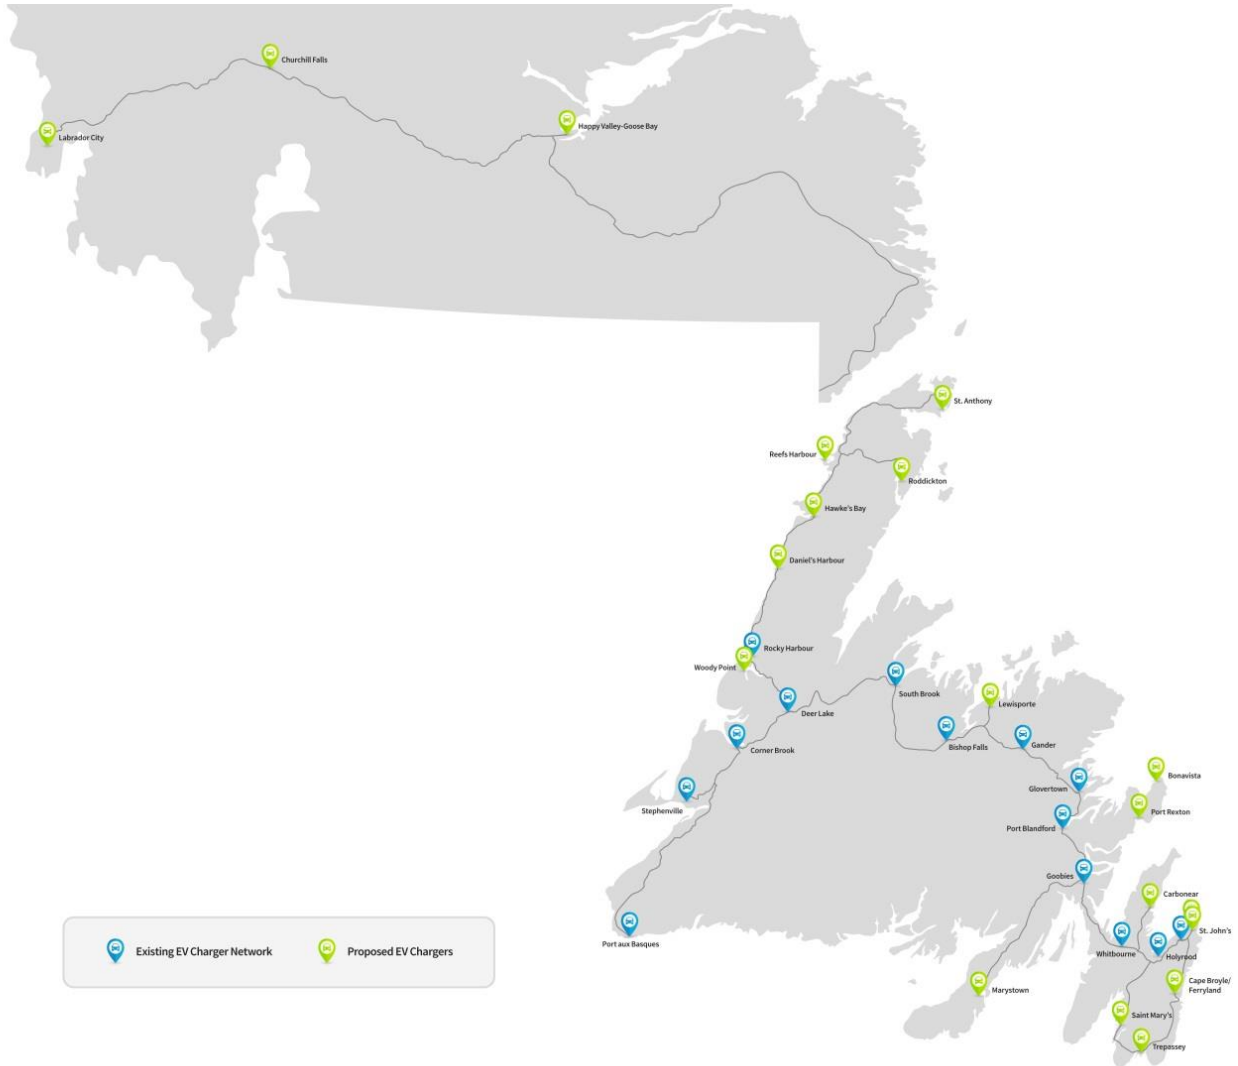 Churchill Falls
Happy Valley-Goose Bay
Labrador City
St. Anthony
Reefs Harbour
Roddickton
Hawke's Bay
Daniel's Harbour
Rocky Harbour
Woody Point
South Brook
Lewisporte
Deer Lake
Corner Brook
Bishop Falls
Gander
Bonavista
Glovertown
Stephenville
Port Rexton
Port Blandford
Goobies
Carbonear
St. John's
Port aux Basques
Existing EV Charger Network
Proposed EV Chargers
Whitbourne
Holyrood
Cape Broyle/
Ferryland
Marystown
Saint Mary's
Trepassey